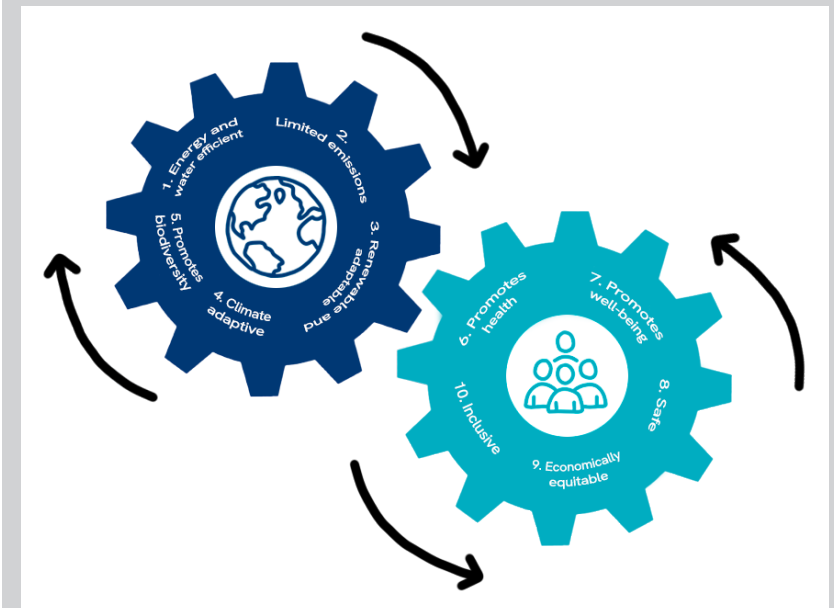 1. Energy and
water efficient
2.
Limited emissions
3. Renewable and
adaptable
4. Climate
adaptive
5. Promotes
biodiversity
6. Promotes
health
7. Promotes
well-being
8. Safe
9. Economically
equitable
10. Inclusive